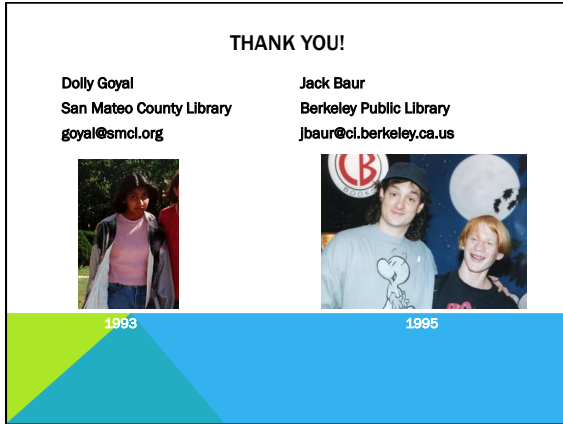 THANK YOU!
Dolly Goyal
San Mateo County Library
goyal@smcl.org
Jack Baur
Berkeley Public Library
jbaur@ci.berkeley.ca.us
CB
BOOKS
1993
1995